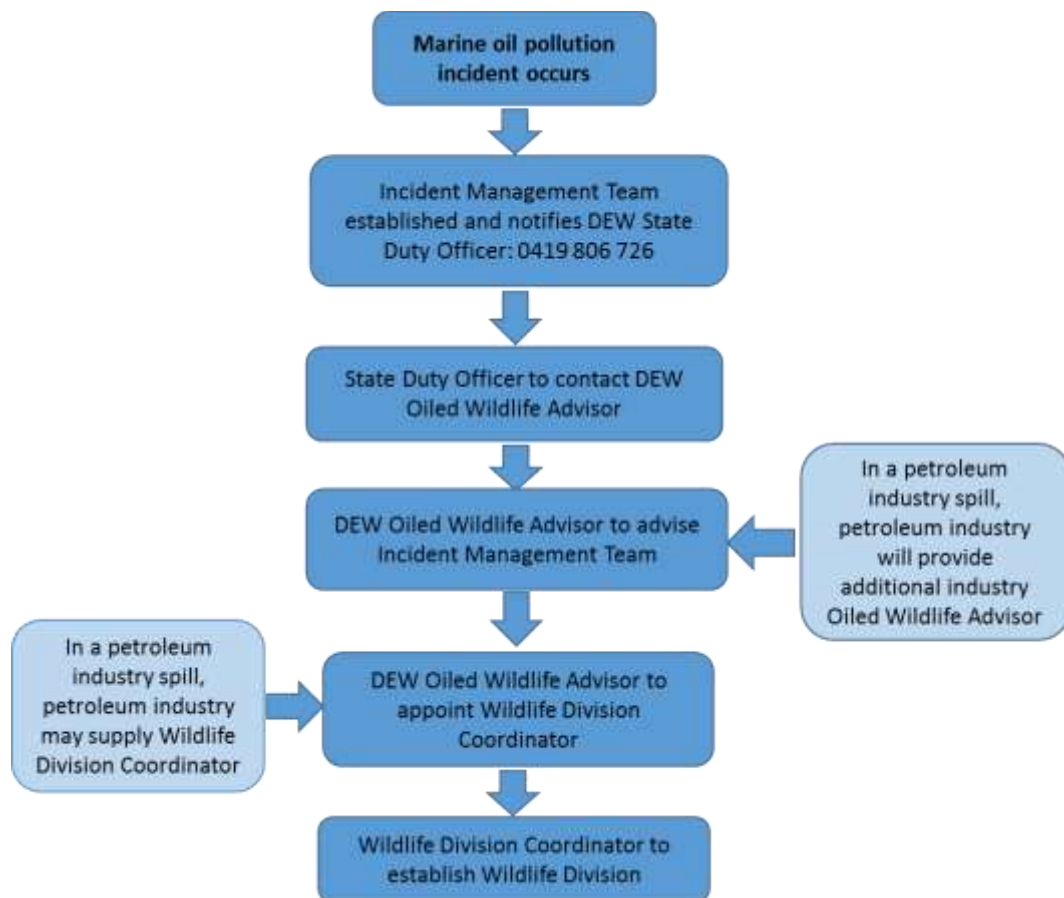 Marine oil pollution
incident occurs
Incident Management Team
established and notifies DEW State
Duty Officer: 0419 806 726
State Duty Officer to contact DEW
Oiled Wildlife Advisor
DEW Oiled Wildlife Advisor to advise
Incident Management Team
In a petroleum
industry spill,
petroleum industry
will provide
additional industry
Oiled Wildlife Advisor
In a petroleum
industry spill,
petroleum industry
may supply Wildlife
Division Coordinator
DEW Oiled Wildlife Advisor to
appoint Wildlife Division
Coordinator
Wildlife Division Coordinator to
establish Wildlife Division